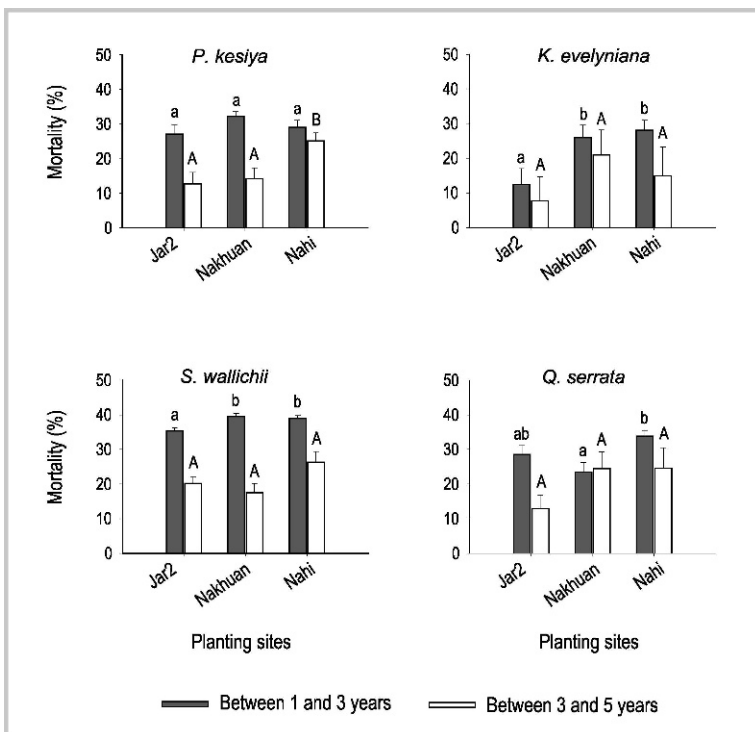 P. kesiya
K. evelyniana
Mortality (%)
50
40
30
20
10
0
a
A
a
A
a
B
Jar2
Nakhuan
Nahi
50
40
30
20
10
0
a
A
b
A
b
A
Jar2
Nakhuan
Nahi
S. wallichii
Q. serrata
Mortality (%)
50
40
30
20
10
0
a
A
b
A
b
A
Jar2
Nakhuan
Nahi
Planting sites
50
40
30
20
10
0
ab
A
a
A
b
A
Jar2
Nakhuan
Nahi
Planting sites
Between 1 and 3 years
Between 3 and 5 years